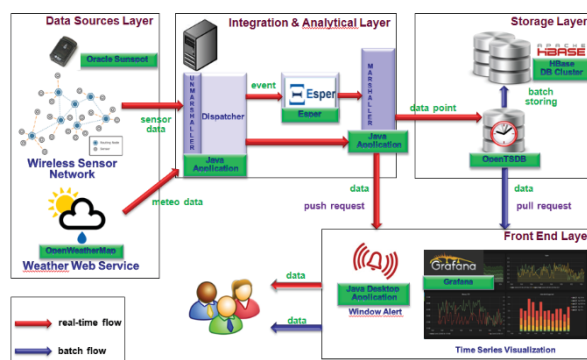 Data Sources Layer
Oracle Sunspot
Wireless Sensor
Network
OpenWeatherMap
Weather Web Service
sensor
data
meteo data
Integration & Analytical Layer
UNMARSHALLER
Dispatcher
Java
Application
event
Esper
Esper
MARSHALLER
Java
Application
data point
data
push request
Storage Layer
APACHE
HBASE
HBase
DB Cluster
batch
storing
OpenTSDB
data
pull request
Front End Layer
Java Desktop
Application
Window Alert
Grafana
Grafana
Time Series Visualization
data
data
real-time flow
batch flow